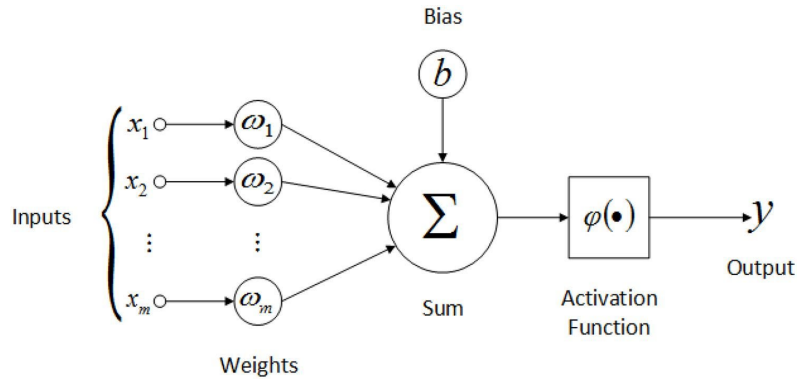 Bias
b
x₁ ω₁
x₂ ω₂
Inputs ⋮ ⋮ Σ φ(•) y
Output
xₘ ωₘ
Sum Activation
Function
Weights